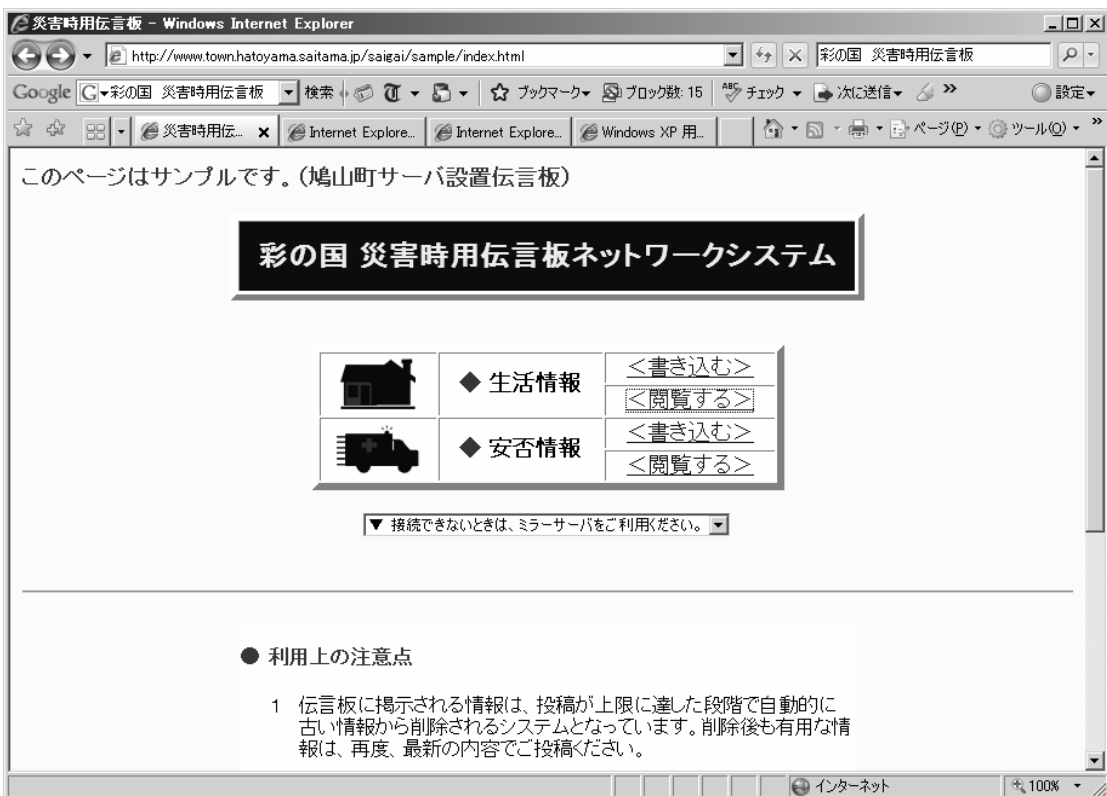 災害時用伝言板 - Windows Internet Explorer
http://www.town.hatoyama.saitama.jp/saigai/sample/index.html
彩の国 災害時用伝言板
Google
G 彩の国 災害時用伝言板
検索
ブックマーク
ブロック数: 15
ABC チェック
次に送信
»
設定
災害時用伝...
Internet Explore...
Internet Explore...
Windows XP 用...
ページ(P)
ツール(O)
»
このページはサンプルです。(鳩山町サーバ設置伝言板)
彩の国 災害時用伝言板ネットワークシステム
◆ 生活情報
<書き込む>
<閲覧する>
◆ 安否情報
<書き込む>
<閲覧する>
▼ 接続できないときは、ミラーサーバをご利用ください。
● 利用上の注意点
1 伝言板に掲示される情報は、投稿が上限に達した段階で自動的に
古い情報から削除されるシステムとなっています。削除後も有用な情
報は、再度、最新の内容でご投稿ください。
インターネット
100%